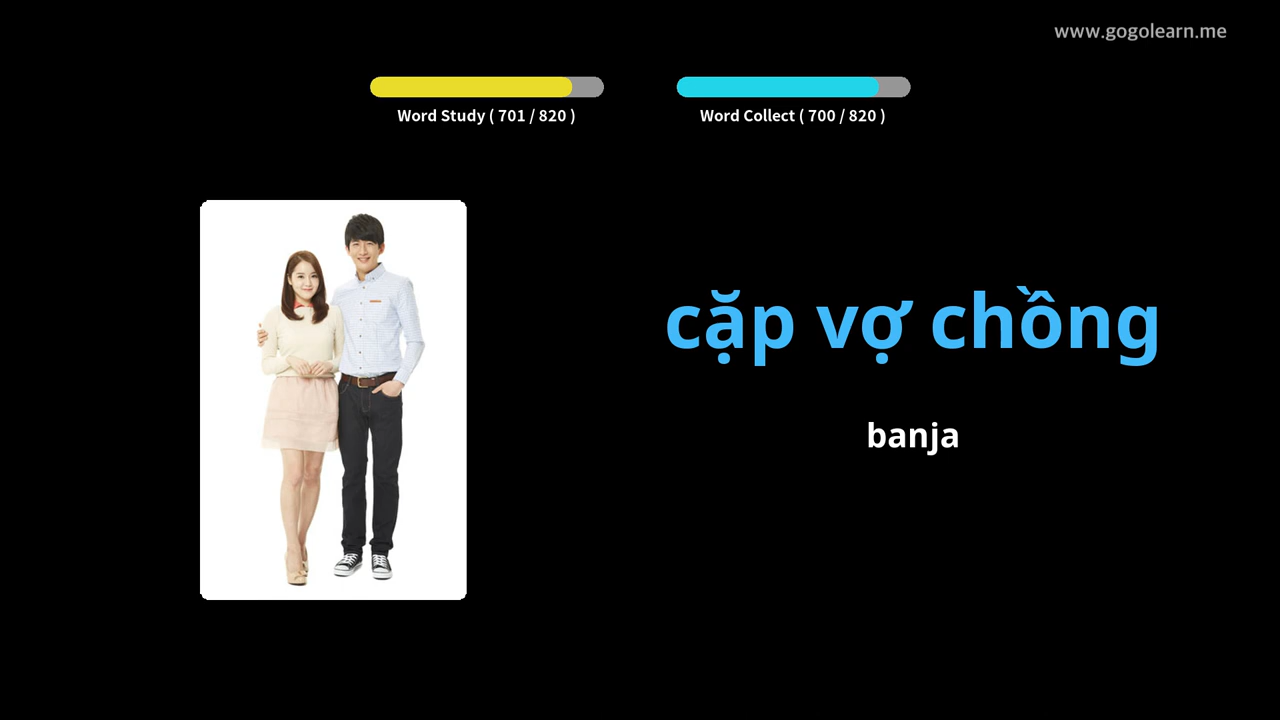 www.gogolearn.me
Word Study ( 701 / 820 )
Word Collect ( 700 / 820 )
cặp vợ chồng
banja